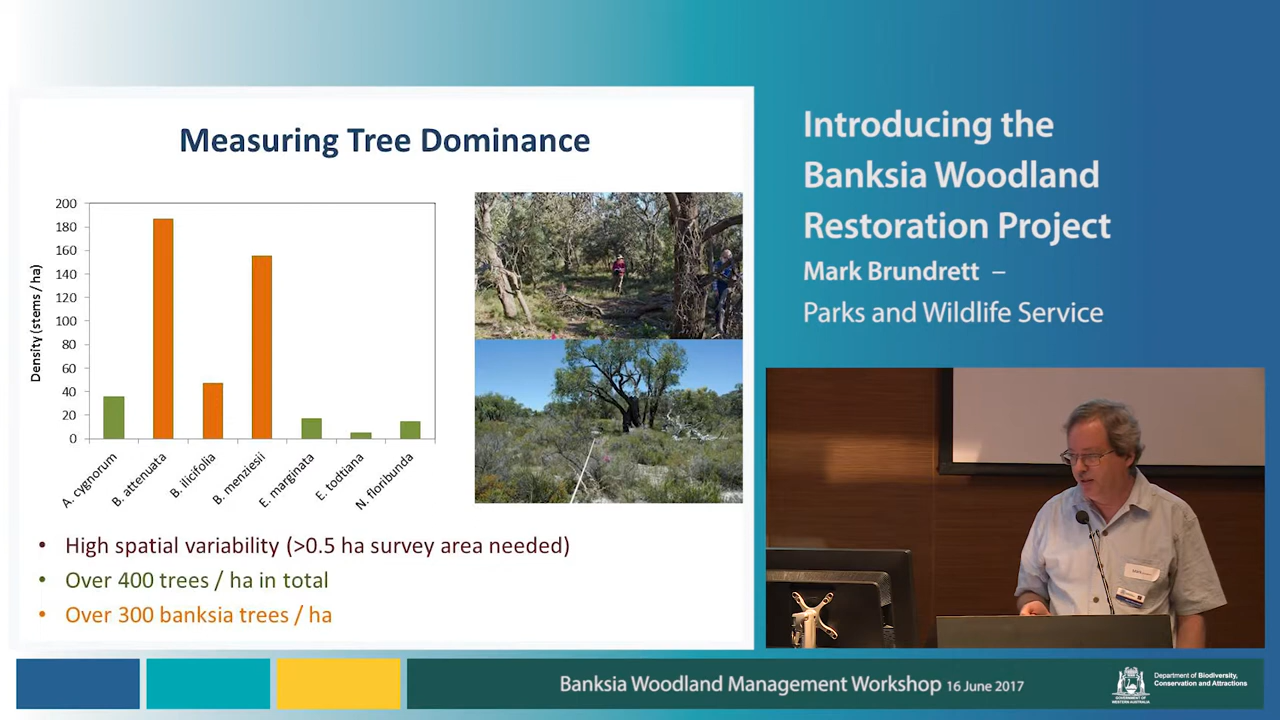 Measuring Tree Dominance
200
180
160
140
120
100
80
60
40
20
0
Density (stems / ha)
A. cygnorum
B. attenuata
B. ilicifolia
B. menziesii
E. marginata
E. todtiana
N. floribunda
• High spatial variability (>0.5 ha survey area needed)
• Over 400 trees / ha in total
• Over 300 banksia trees / ha
Introducing the
Banksia Woodland
Restoration Project
Mark Brundrett –
Parks and Wildlife Service
Banksia Woodland Management Workshop 16 June 2017
GOVERNMENT OF
WESTERN AUSTRALIA
Department of Biodiversity,
Conservation and Attractions